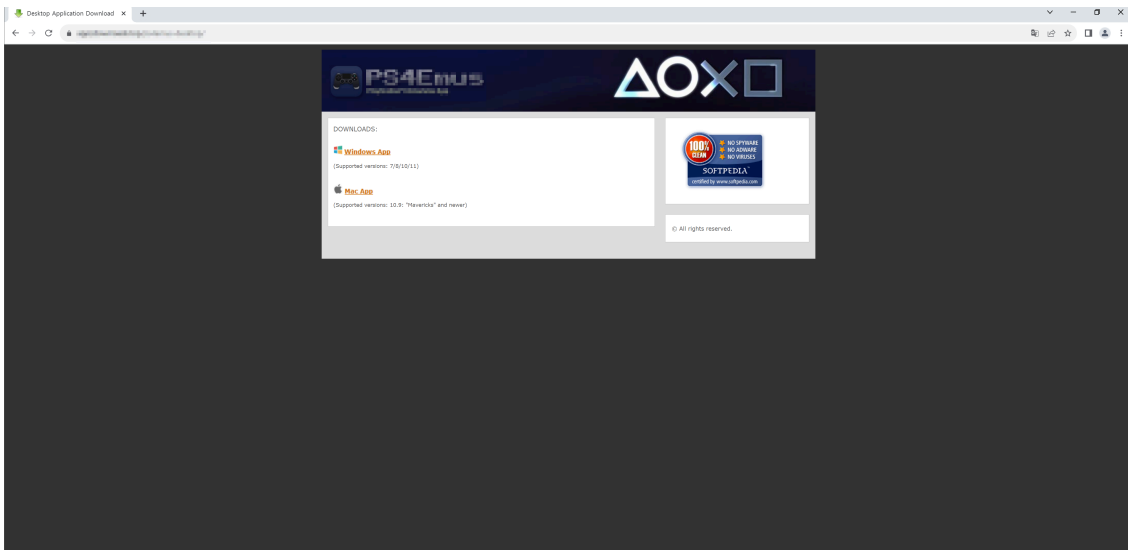 Desktop Application Download
PS4Emus
DOWNLOADS:
Windows App
(Supported versions: 7/8/10/11)
Mac App
(Supported versions: 10.9: "Mavericks" and newer)
100%
CLEAN
NO SPYWARE
NO ADWARE
NO VIRUSES
SOFTPEDIA
certified by www.softpedia.com
© All rights reserved.